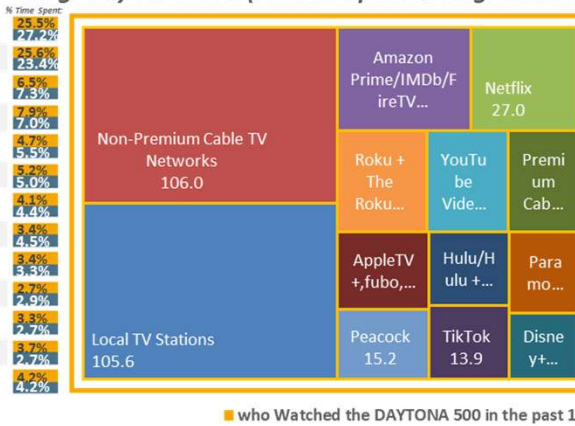 % Time Spent:
25.5%
27.2%
25.6%
23.4%
6.5%
7.3%
7.9%
7.0%
4.7%
5.5%
5.2%
5.0%
4.1%
4.4%
3.4%
4.5%
3.4%
3.3%
2.7%
2.9%
3.3%
2.7%
3.7%
2.7%
4.2%
4.2%
Non-Premium Cable TV
Networks
106.0
Local TV Stations
105.6
Amazon
Prime/IMDb/F
ireTV...
Netflix
27.0
Roku +
The
Roku...
YouTu
be
Vide...
Premi
um
Cab...
AppleTV
+,fubo,...
Hulu/H
ulu +...
Para
mo...
Peacock
15.2
TikTok
13.9
Disne
y+...
who Watched the DAYTONA 500 in the past 1